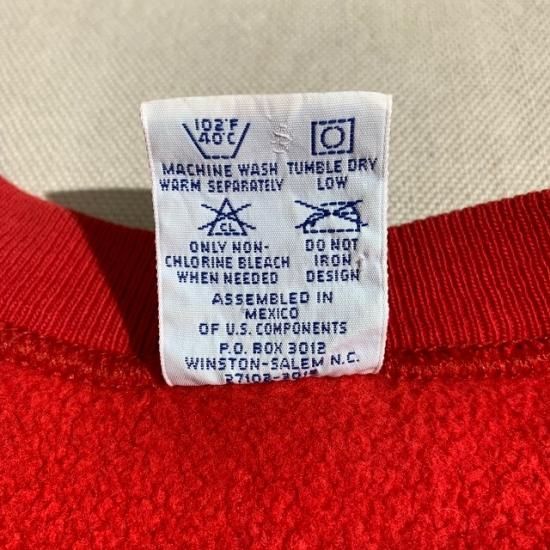 102°F
40°C
MACHINE WASH
WARM SEPARATELY
TUMBLE DRY
LOW
CL
ONLY NON-
CHLORINE BLEACH
WHEN NEEDED
DO NOT
IRON
DESIGN
ASSEMBLED IN
MEXICO
OF U.S. COMPONENTS
P.O. BOX 3012
WINSTON-SALEM N.C.